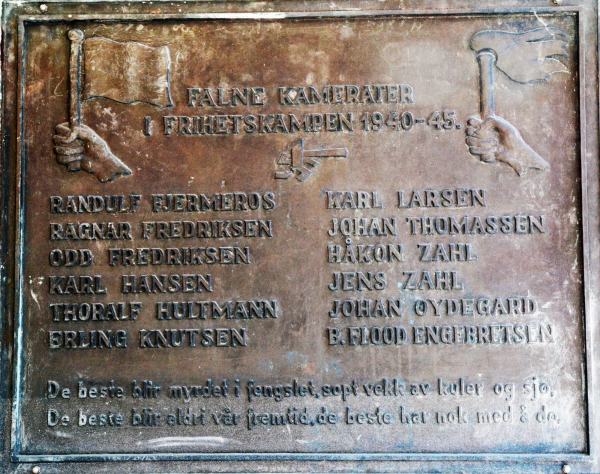 FALNE KAMERATER
I FRIHETSKAMPEN 1940-45.
RANDULF FJERMEROS
RAGNAR FREDRIKSEN
ODD FREDRIKSEN
KARL HANSEN
THORALF HULTMANN
ERLING KNUTSEN
KARL LARSEN
JOHAN THOMASSEN
HÅKON ZAHL
JENS ZAHL
JOHAN OYDEGARD
B. FLOOD ENGEBRETSEN
De beste blir myrdet i fengslet, sopt vekk av kuler og sjø.
De beste blir aldri vår fremtid, de beste har nok med å dø.